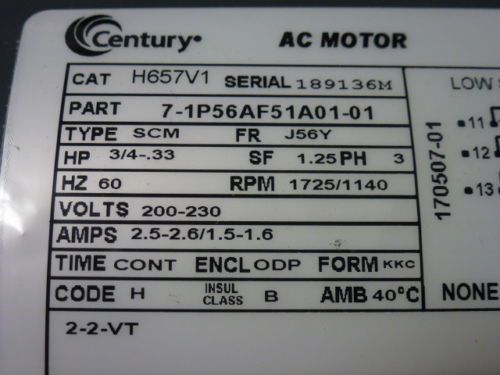 Century®
AC MOTOR
CAT H657V1 SERIAL 189136M
PART 7-1P56AF51A01-01
TYPE SCM FR J56Y
HP 3/4-.33 SF 1.25 PH 3
HZ 60 RPM 1725/1140
VOLTS 200-230
AMPS 2.5-2.6/1.5-1.6
TIME CONT ENCL ODP FORM KKC
CODE H INSUL CLASS B AMB 40°C
2-2-VT
170507-01
LOW
11
12
13
NONE